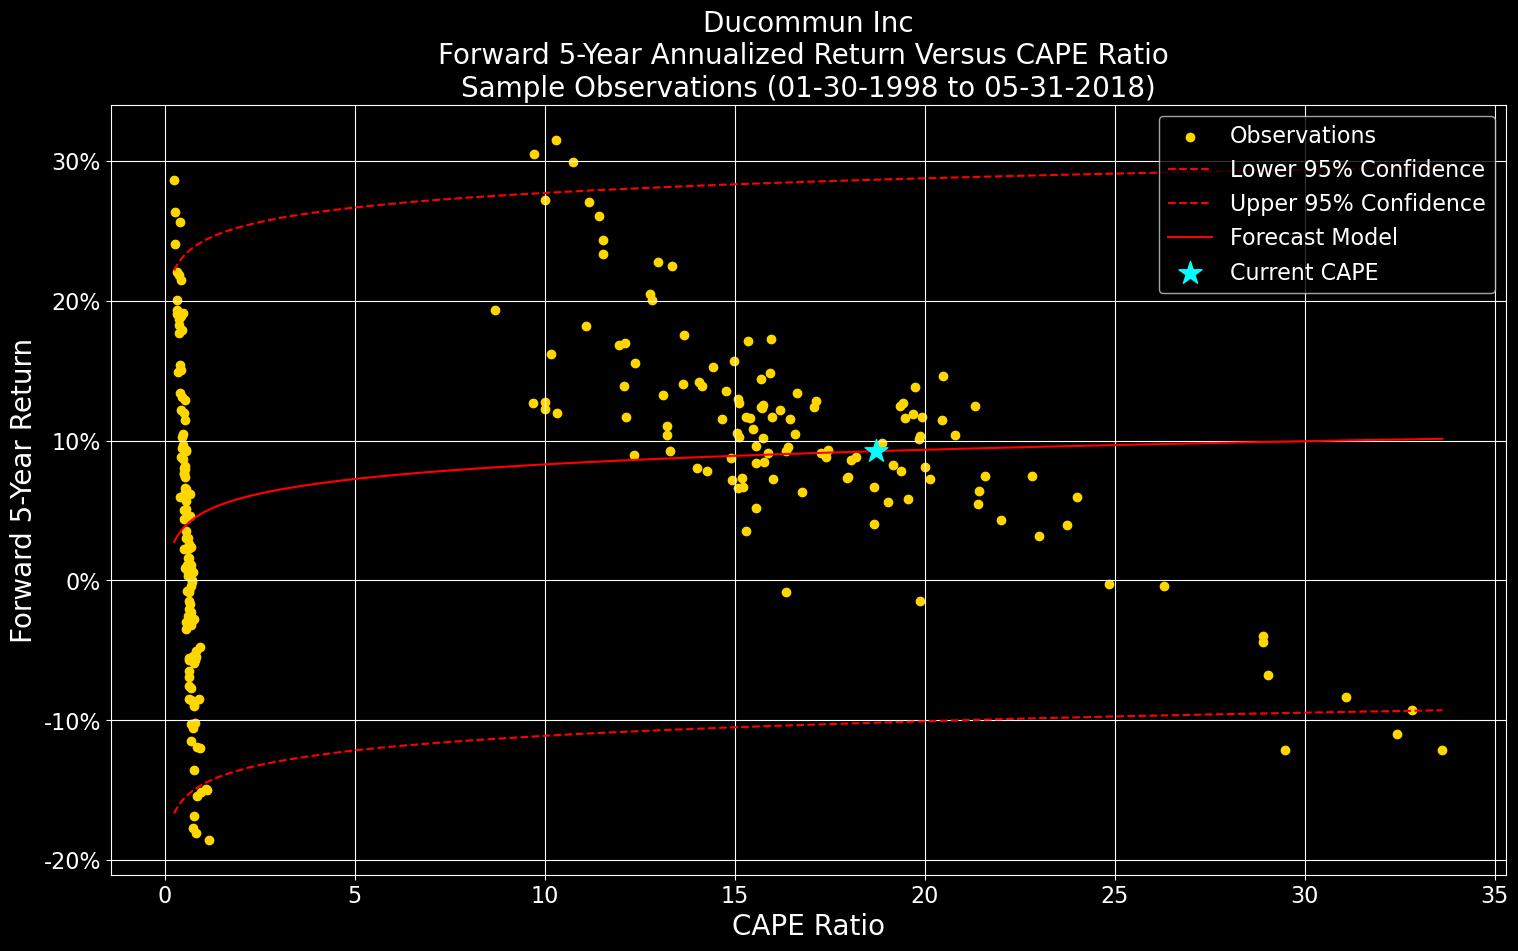 Ducommun Inc
Forward 5-Year Annualized Return Versus CAPE Ratio
Sample Observations (01-30-1998 to 05-31-2018)
Observations
Lower 95% Confidence
Upper 95% Confidence
Forecast Model
Current CAPE
Forward 5-Year Return
30%
20%
10%
0%
-10%
-20%
0 5 10 15 20 25 30 35
CAPE Ratio